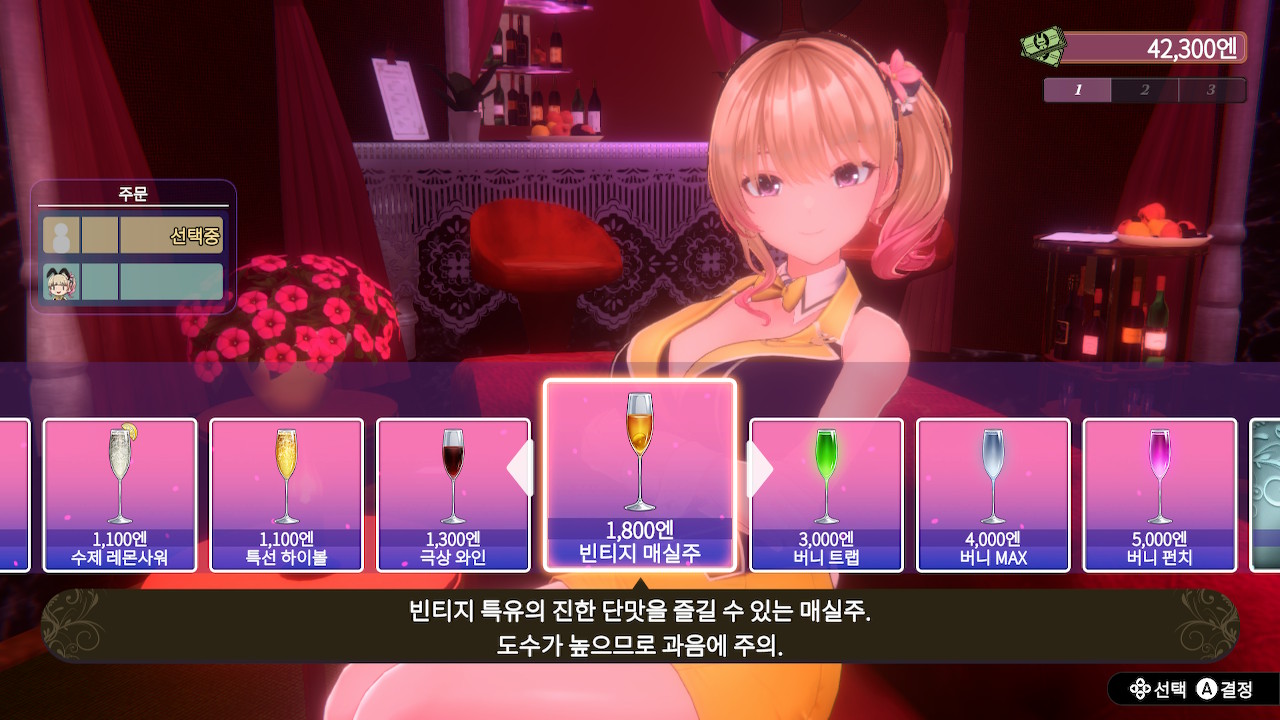 42,300엔
1 2 3
주문
선택중
1,100엔
수제 레몬사워
1,100엔
특선 하이볼
1,300엔
극상 와인
1,800엔
빈티지 매실주
3,000엔
버니 트랩
4,000엔
버니 MAX
5,000엔
버니 펀치
빈티지 특유의 진한 단맛을 즐길 수 있는 매실주.
도수가 높으므로 과음에 주의.
선택 A 결정